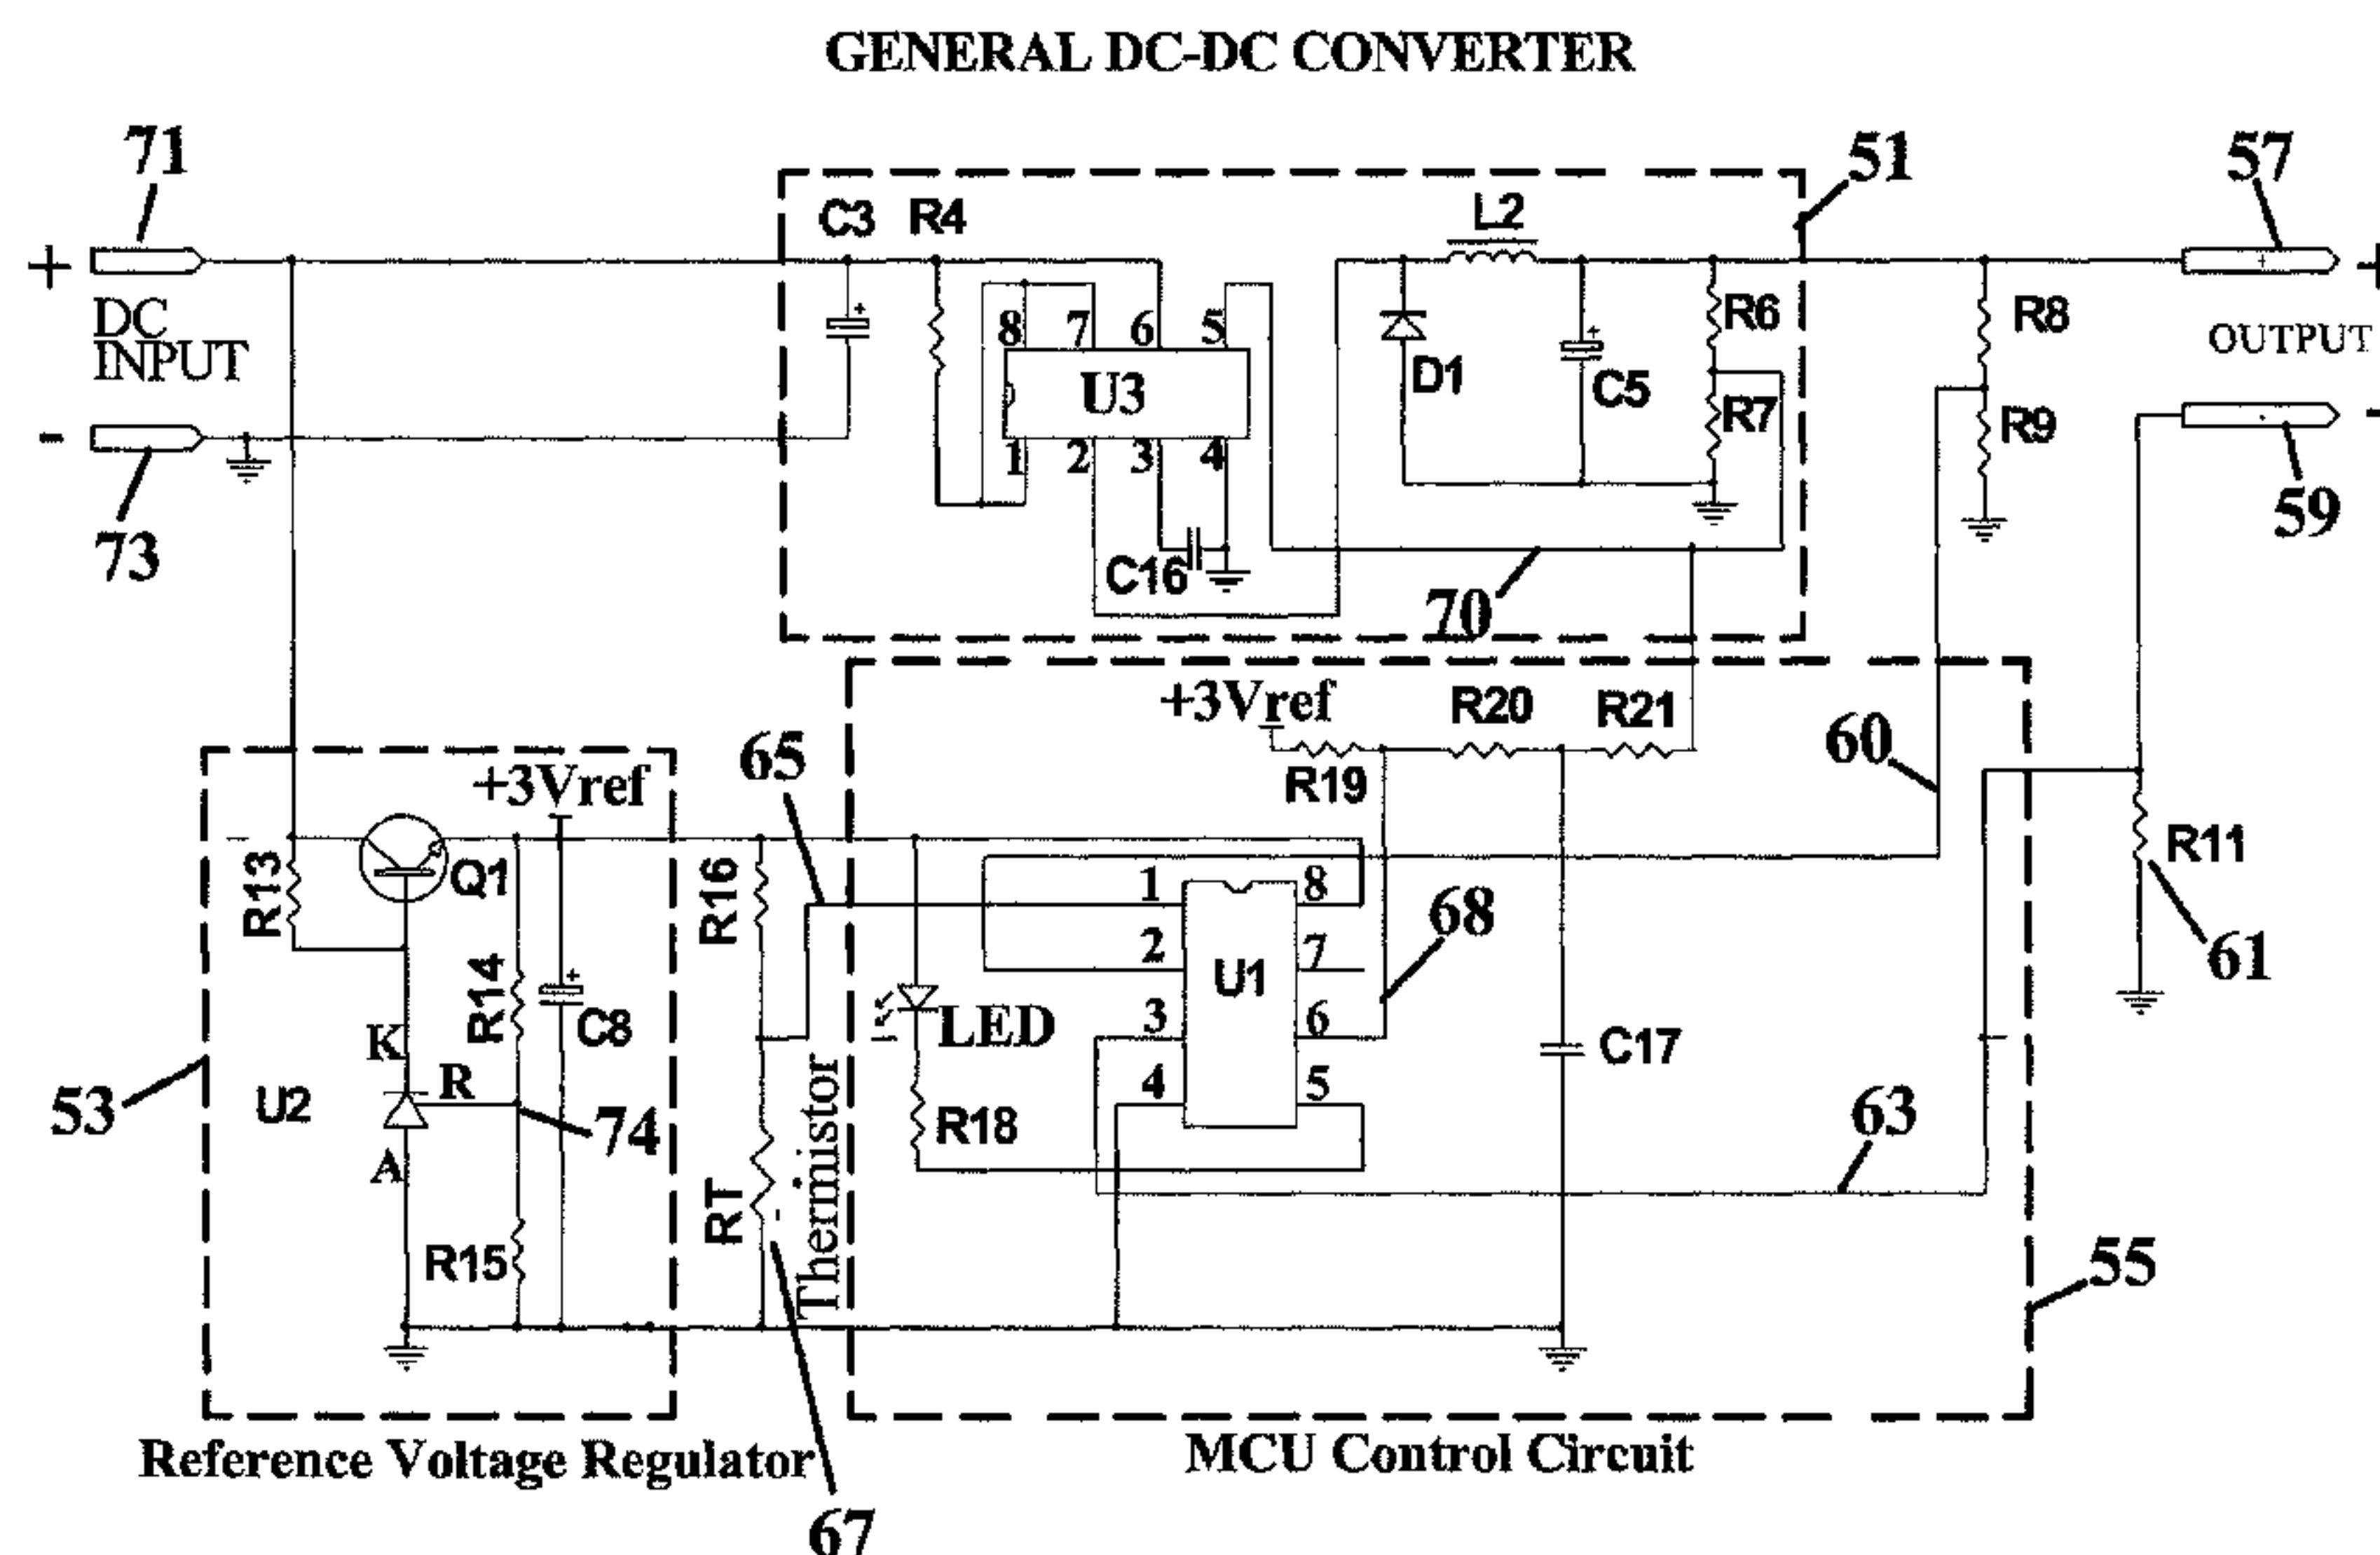 GENERAL DC-DC CONVERTER
71
51
57
C3 R4
L2
+
+
DC
INPUT
+
8 7 6 5
U3
D1
+
C5
R6
R7
R8
R9
+
OUTPUT
-
-
73
1 2 3 4
C16
70
59
+3Vref
R20
R21
R19
60
65
+3Vref
R13
Q1
R16
1
8
68
R11
61
2
7
U1
R14
+
C8
LED
3
6
C17
K
R
U2
74
53
A
Thermistor
4
5
R18
63
RT
R15
55
Reference Voltage Regulator
MCU Control Circuit
67